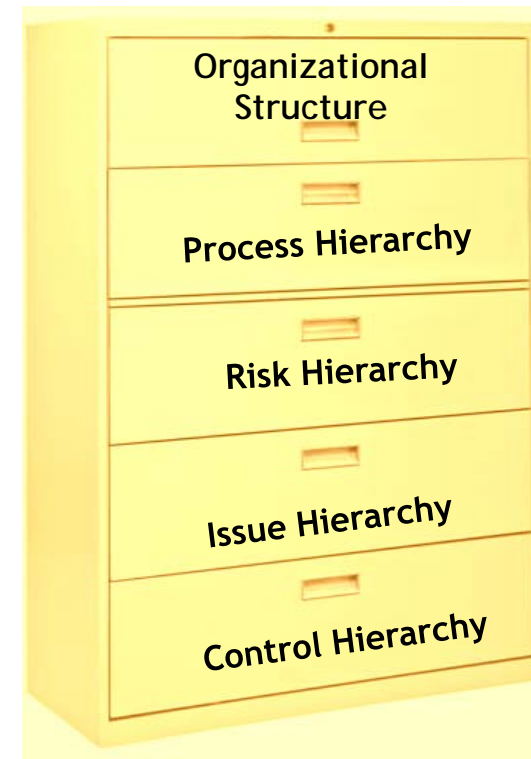 Organizational
Structure
Process Hierarchy
Risk Hierarchy
Issue Hierarchy
Control Hierarchy